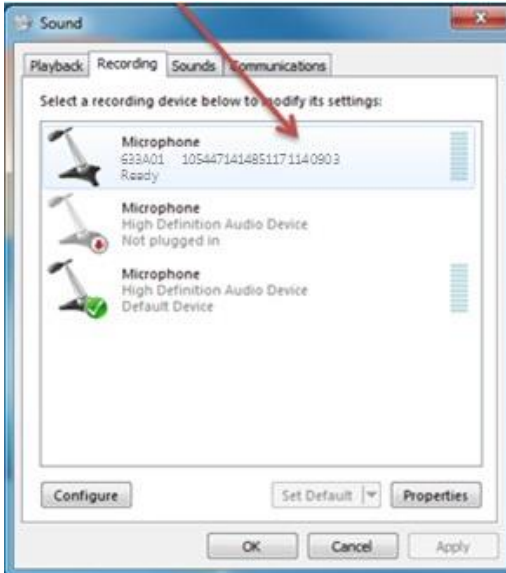 Sound
Playback Recording Sounds Communications
Select a recording device below to modify its settings:
Microphone
633A01 1054471414851171140903
Ready
Microphone
High Definition Audio Device
Not plugged in
Microphone
High Definition Audio Device
Default Device
Configure Set Default Properties
OK Cancel Apply